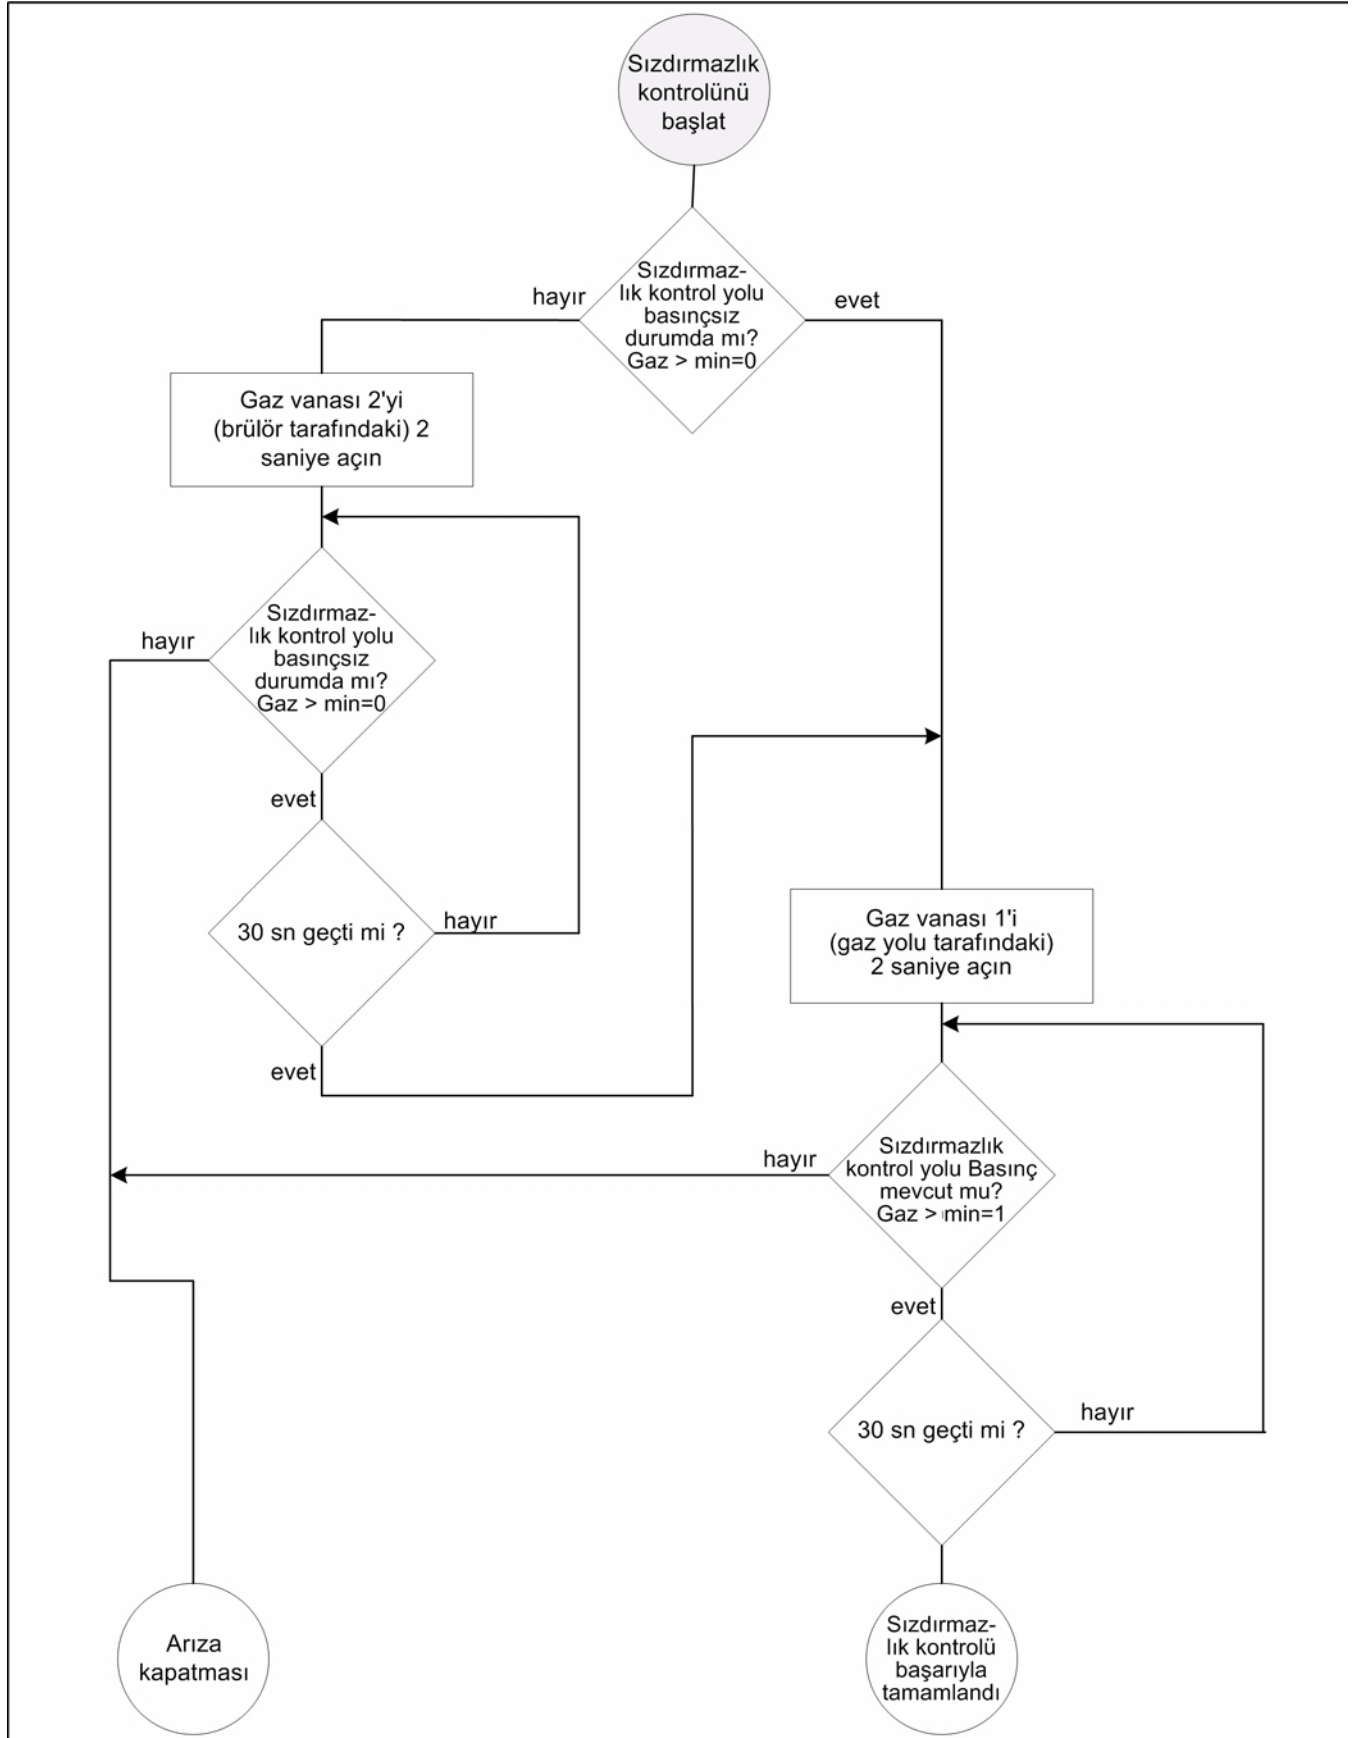 Sızdırmazlık
kontrolünü
başlat
Sızdırmaz-
lık kontrol yolu
basınçsız
durumda mı?
Gaz > min=0
hayır
evet
Gaz vanası 2'yi
(brülör tarafındaki) 2
saniye açın
Sızdırmaz-
lık kontrol yolu
basınçsız
durumda mı?
Gaz > min=0
hayır
evet
30 sn geçti mi ?
hayır
evet
Gaz vanası 1'i
(gaz yolu tarafındaki)
2 saniye açın
Sızdırmazlık
kontrol yolu Basınç
mevcut mu?
Gaz > min=1
hayır
evet
30 sn geçti mi ?
hayır
Arıza
kapatması
Sızdırmaz-
lık kontrolü
başarıyla
tamamlandı